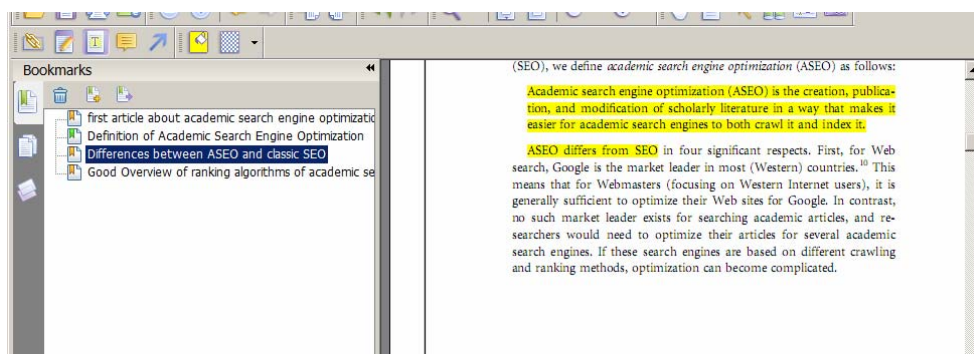 Bookmarks
first article about academic search engine optimizatic
Definition of Academic Search Engine Optimization
Differences between ASEO and classic SEO
Good Overview of ranking algorithms of academic se
(SEO), we define academic search engine optimization (ASEO) as follows:
Academic search engine optimization (ASEO) is the creation, publica-
tion, and modification of scholarly literature in a way that makes it
easier for academic search engines to both crawl it and index it.
ASEO differs from SEO in four significant respects. First, for Web
search, Google is the market leader in most (Western) countries.10 This
means that for Webmasters (focusing on Western Internet users), it is
generally sufficient to optimize their Web sites for Google. In contrast,
no such market leader exists for searching academic articles, and re-
searchers would need to optimize their articles for several academic
search engines. If these search engines are based on different crawling
and ranking methods, optimization can become complicated.